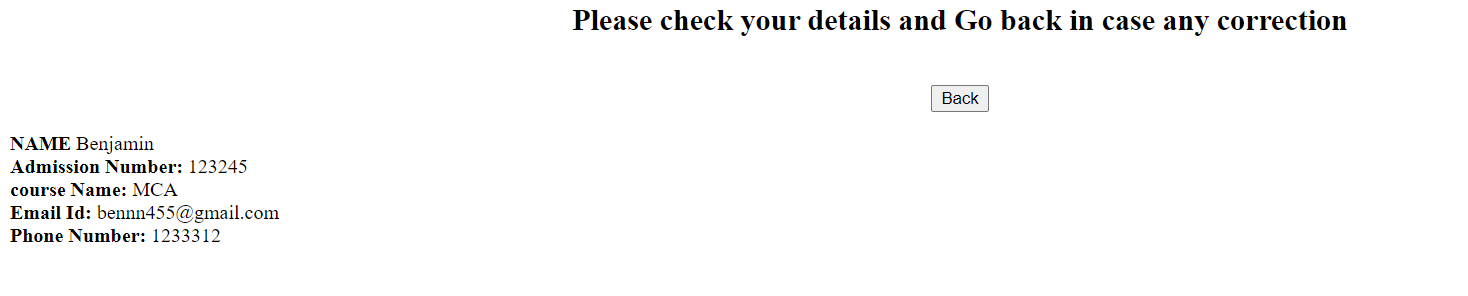 Please check your details and Go back in case any correction
Back
NAME Benjamin
Admission Number: 123245
course Name: MCA
Email Id: bennn455@gmail.com
Phone Number: 1233312